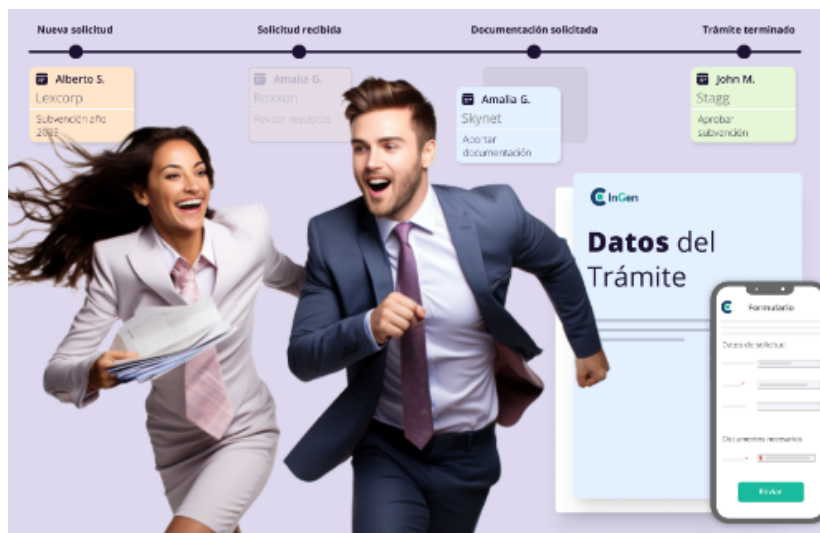 Nueva solicitud
Solicitud recibida
Documentación solicitada
Trámite terminado
Alberto S.
Lexcorp
Subvención año
Amalia G.
Roxxon
Revisar requisitos
Amalia G.
Skynet
Aportar
documentación
John M.
Stagg
Aprobar
subvención
InGen
Datos del
Trámite
Formulario
Datos de solicitud
Documentos necesarios
Enviar